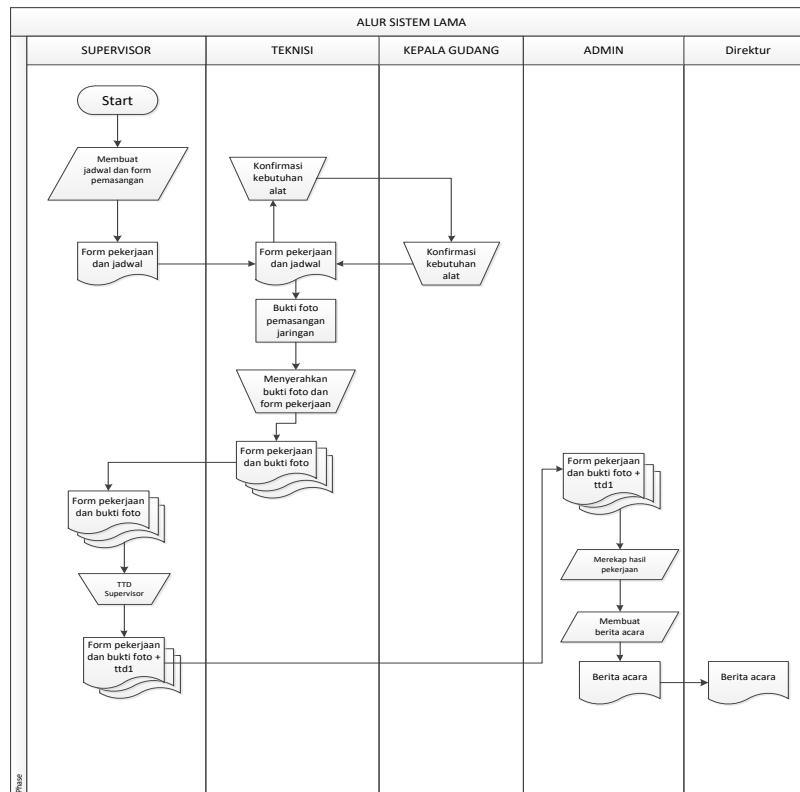 ALUR SISTEM LAMA
SUPERVISOR
TEKNISI
KEPALA GUDANG
ADMIN
Direktur
Start
Membuat
jadwal dan form
pemasangan
Form pekerjaan
dan jadwal
Konfirmasi
kebutuhan
alat
Form pekerjaan
dan jadwal
Konfirmasi
kebutuhan
alat
Bukti foto
pemasangan
jaringan
Menyerahkan
bukti foto dan
form pekerjaan
Form pekerjaan
dan bukti foto
Form pekerjaan
dan bukti foto
TTD
Supervisor
Form pekerjaan
dan bukti foto +
ttd1
Form pekerjaan
dan bukti foto +
ttd1
Merekap hasil
pekerjaan
Membuat
berita acara
Berita acara
Berita acara
Phase